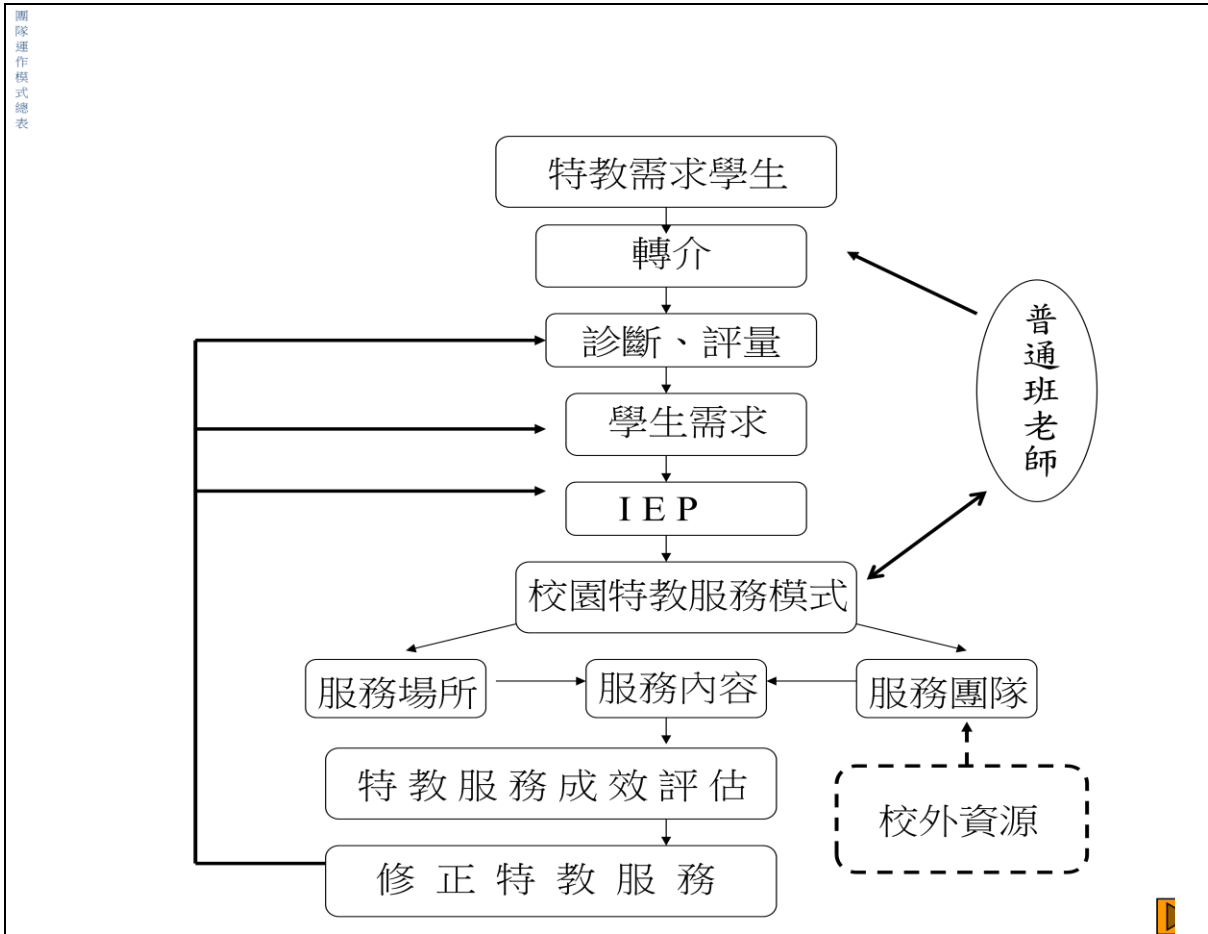 團隊運作模式總表
特教需求學生
轉介
診斷、評量
學生需求
IEP
校園特教服務模式
普通班老師
服務場所
服務內容
服務團隊
特教服務成效評估
校外資源
修正特教服務